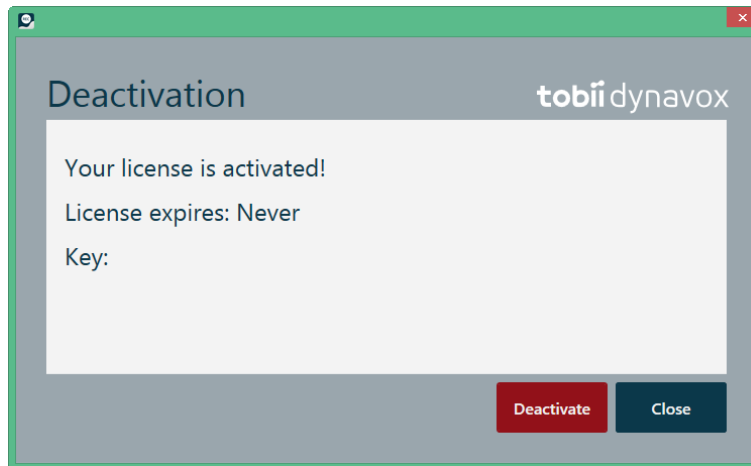 Deactivation
tobii dynavox
Your license is activated!
License expires: Never
Key:
Deactivate
Close